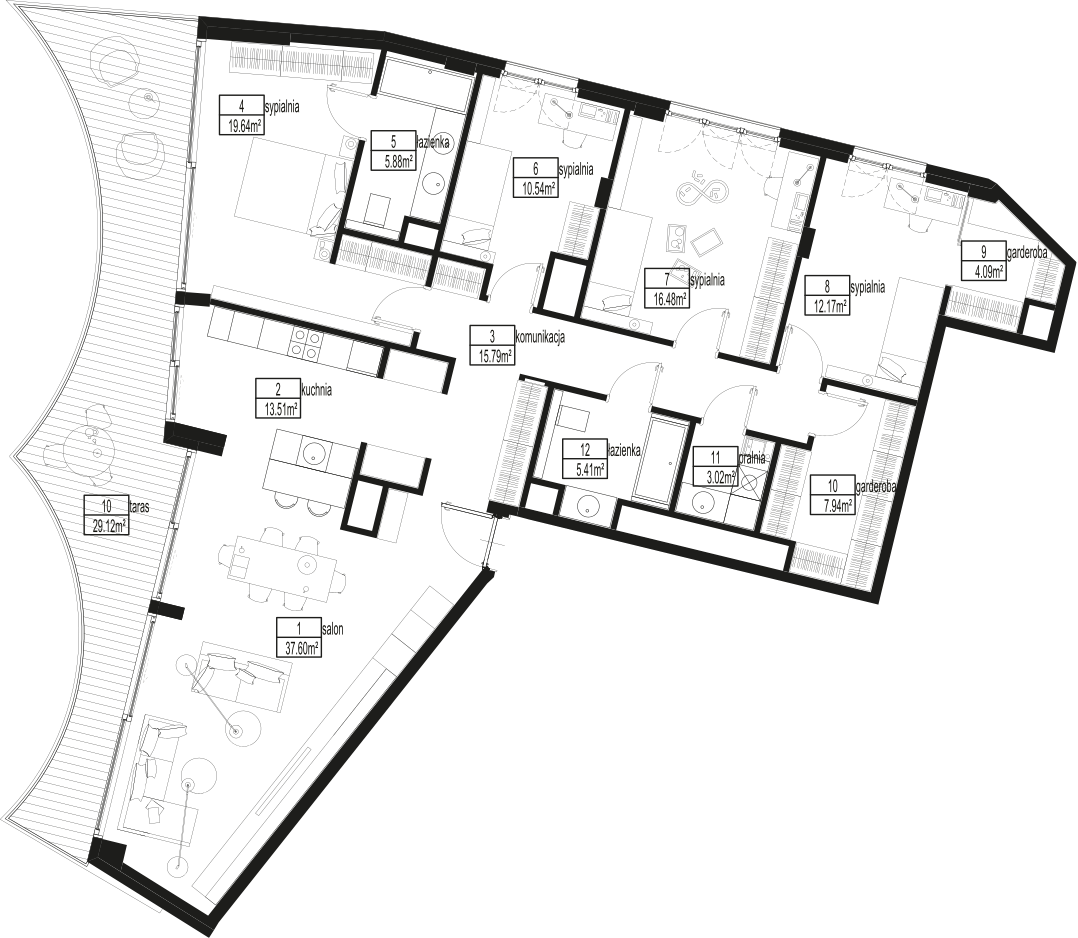 4 sypialnia
19.64m²
5 łazienka
5.88m²
6 sypialnia
10.54m²
7 sypialnia
16.48m²
8 sypialnia
12.17m²
9 garderoba
4.09m²
3 komunikacja
15.79m²
2 kuchnia
13.51m²
12 łazienka
5.41m²
11 pralnia
3.02m²
10 garderoba
7.94m²
10 taras
29.12m²
1 salon
37.60m²